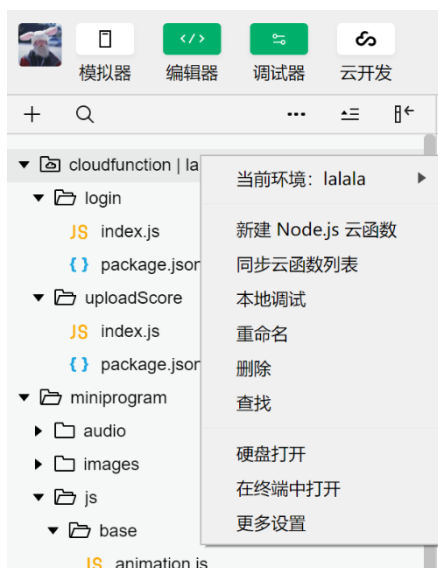 模拟器 编辑器 调试器 云开发
cloudfunction | la
当前环境：lalala
login
index.js
新建 Node.js 云函数
package.json
同步云函数列表
uploadScore
本地调试
index.js
重命名
package.json
删除
miniprogram
查找
audio
images
硬盘打开
js
在终端中打开
base
更多设置
animation.js